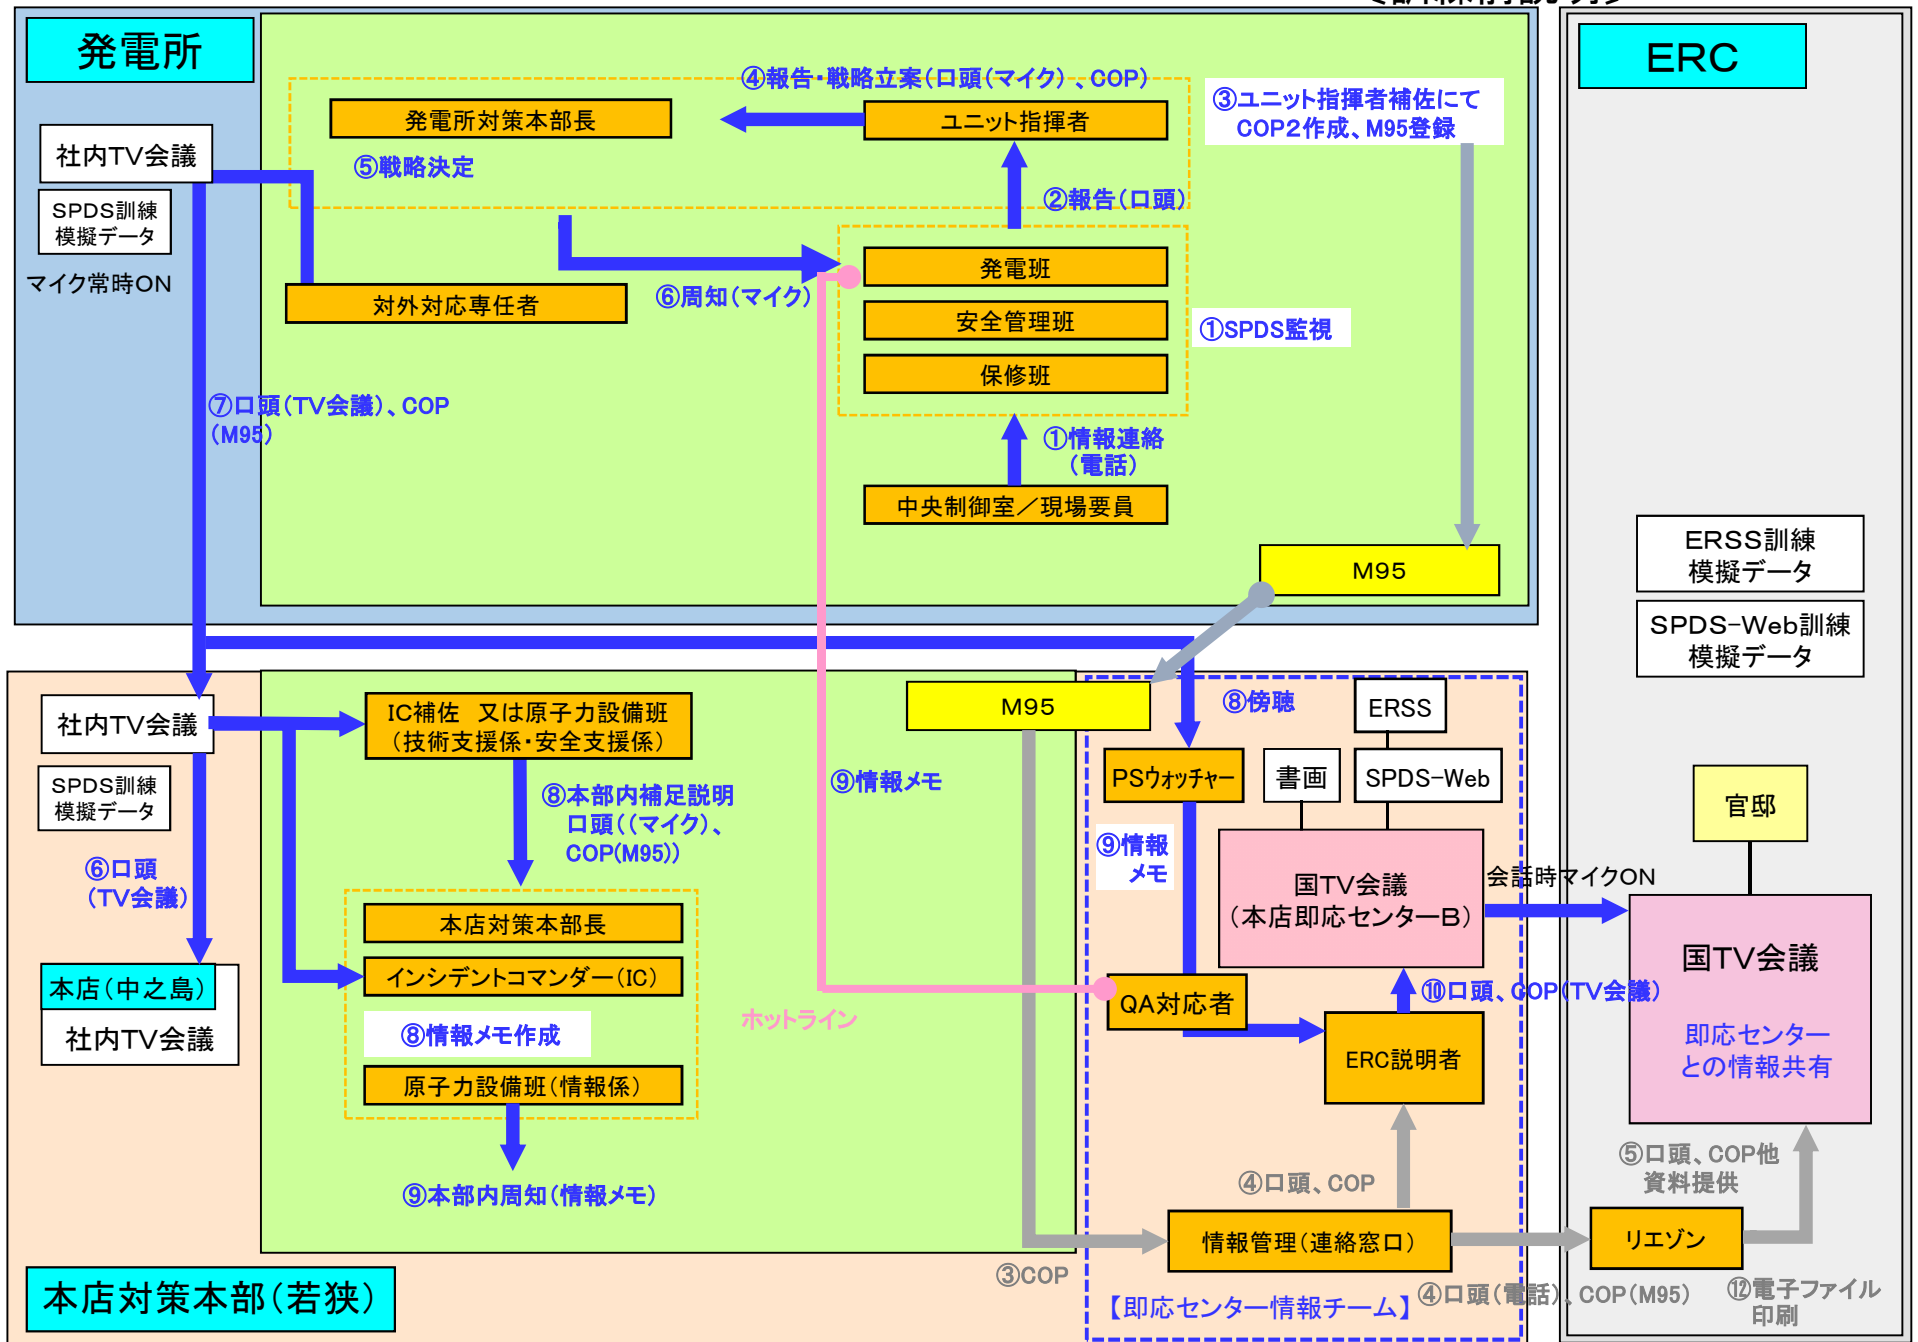 発電所
④報告・戦略立案(口頭(マイク)、COP)
発電所対策本部長
ユニット指揮者
③ユニット指揮者補佐にて
COP2作成、M95登録
ERC
社内TV会議
⑤戦略決定
②報告(口頭)
SPDS訓練
模擬データ
マイク常時ON
対外対応専任者
⑥周知(マイク)
発電班
安全管理班
保修班
①SPDS監視
⑦口頭(TV会議)、COP
(M95)
①情報連絡
(電話)
中央制御室/現場要員
M95
ERSS訓練
模擬データ
SPDS-Web訓練
模擬データ
社内TV会議
IC補佐 又は原子力設備班
(技術支援係・安全支援係)
M95
⑧傍聴
ERSS
SPDS訓練
模擬データ
⑨情報メモ
PSウォッチャー
書画
SPDS-Web
官邸
⑧本部内補足説明
口頭((マイク)、
COP(M95))
⑥口頭
(TV会議)
⑨情報
メモ
国TV会議
(本店即応センターB)
会話時マイクON
本店対策本部長
インシデントコマンダー(IC)
本店(中之島)
社内TV会議
⑧情報メモ作成
ホットライン
QA対応者
⑩口頭、COP(TV会議)
国TV会議
即応センター
との情報共有
原子力設備班(情報係)
ERC説明者
⑨本部内周知(情報メモ)
④口頭、COP
⑤口頭、COP他
資料提供
情報管理(連絡窓口)
リエゾン
③COP
本店対策本部(若狭)
【即応センター情報チーム】
④口頭(電話)、COP(M95)
⑫電子ファイル
印刷